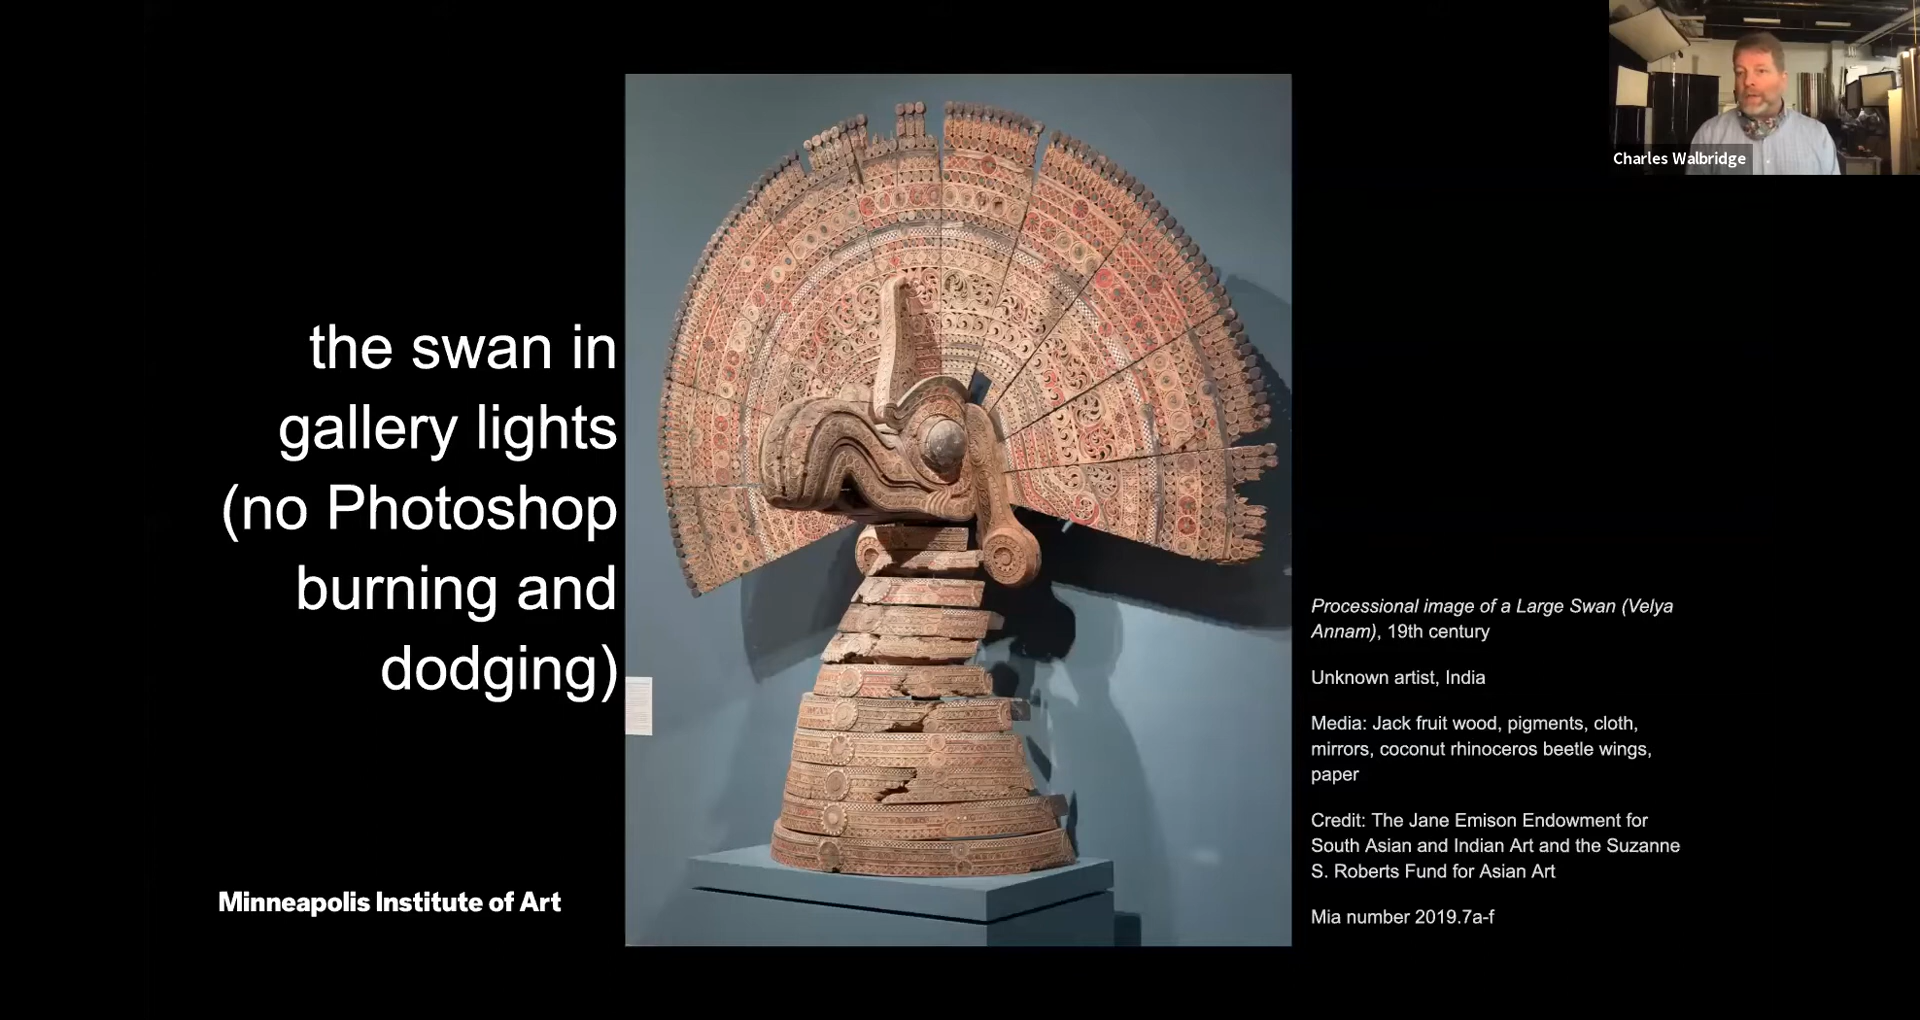 Charles Walbridge
the swan in
gallery lights
(no Photoshop
burning and
dodging)
Minneapolis Institute of Art
Processional image of a Large Swan (Velya
Annam), 19th century
Unknown artist, India
Media: Jack fruit wood, pigments, cloth,
mirrors, coconut rhinoceros beetle wings,
paper
Credit: The Jane Emison Endowment for
South Asian and Indian Art and the Suzanne
S. Roberts Fund for Asian Art
Mia number 2019.7a-f